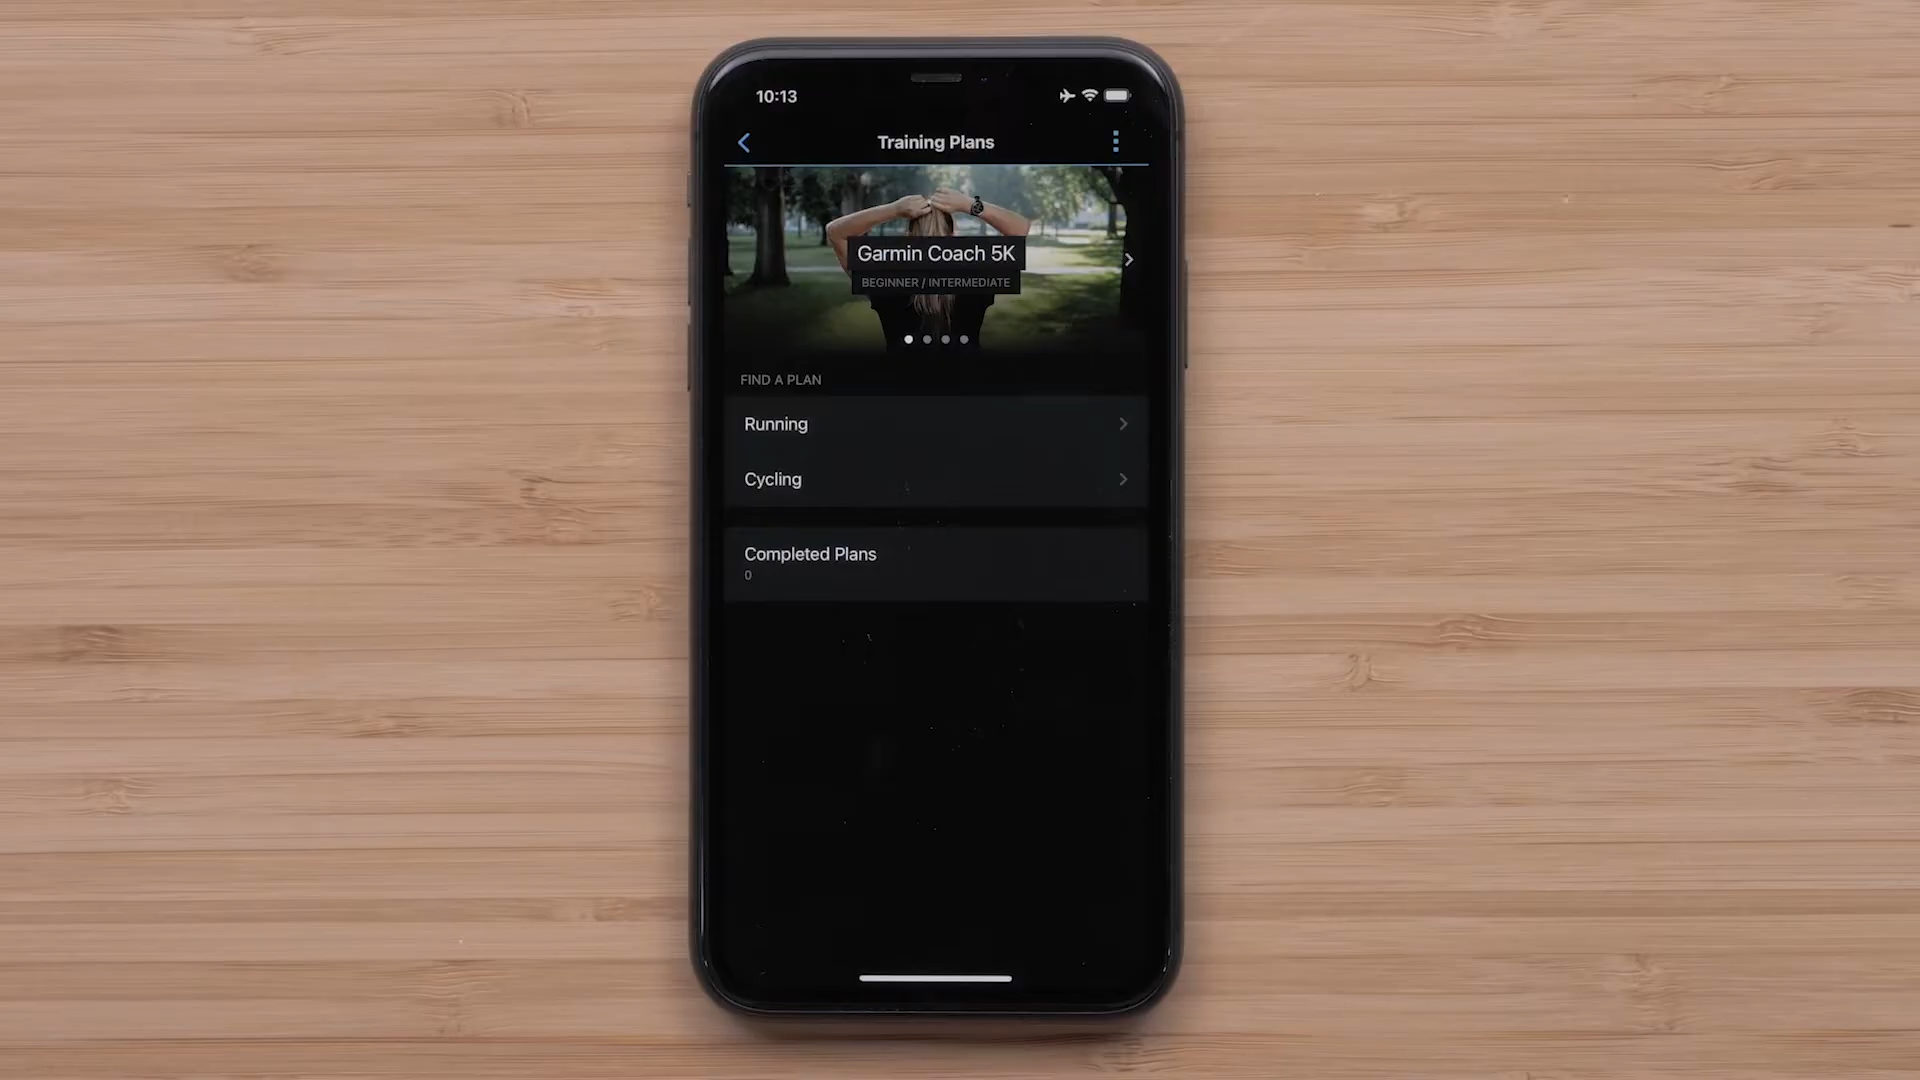 10:13
Training Plans
Garmin Coach 5K
BEGINNER / INTERMEDIATE
FIND A PLAN
Running
Cycling
Completed Plans
0